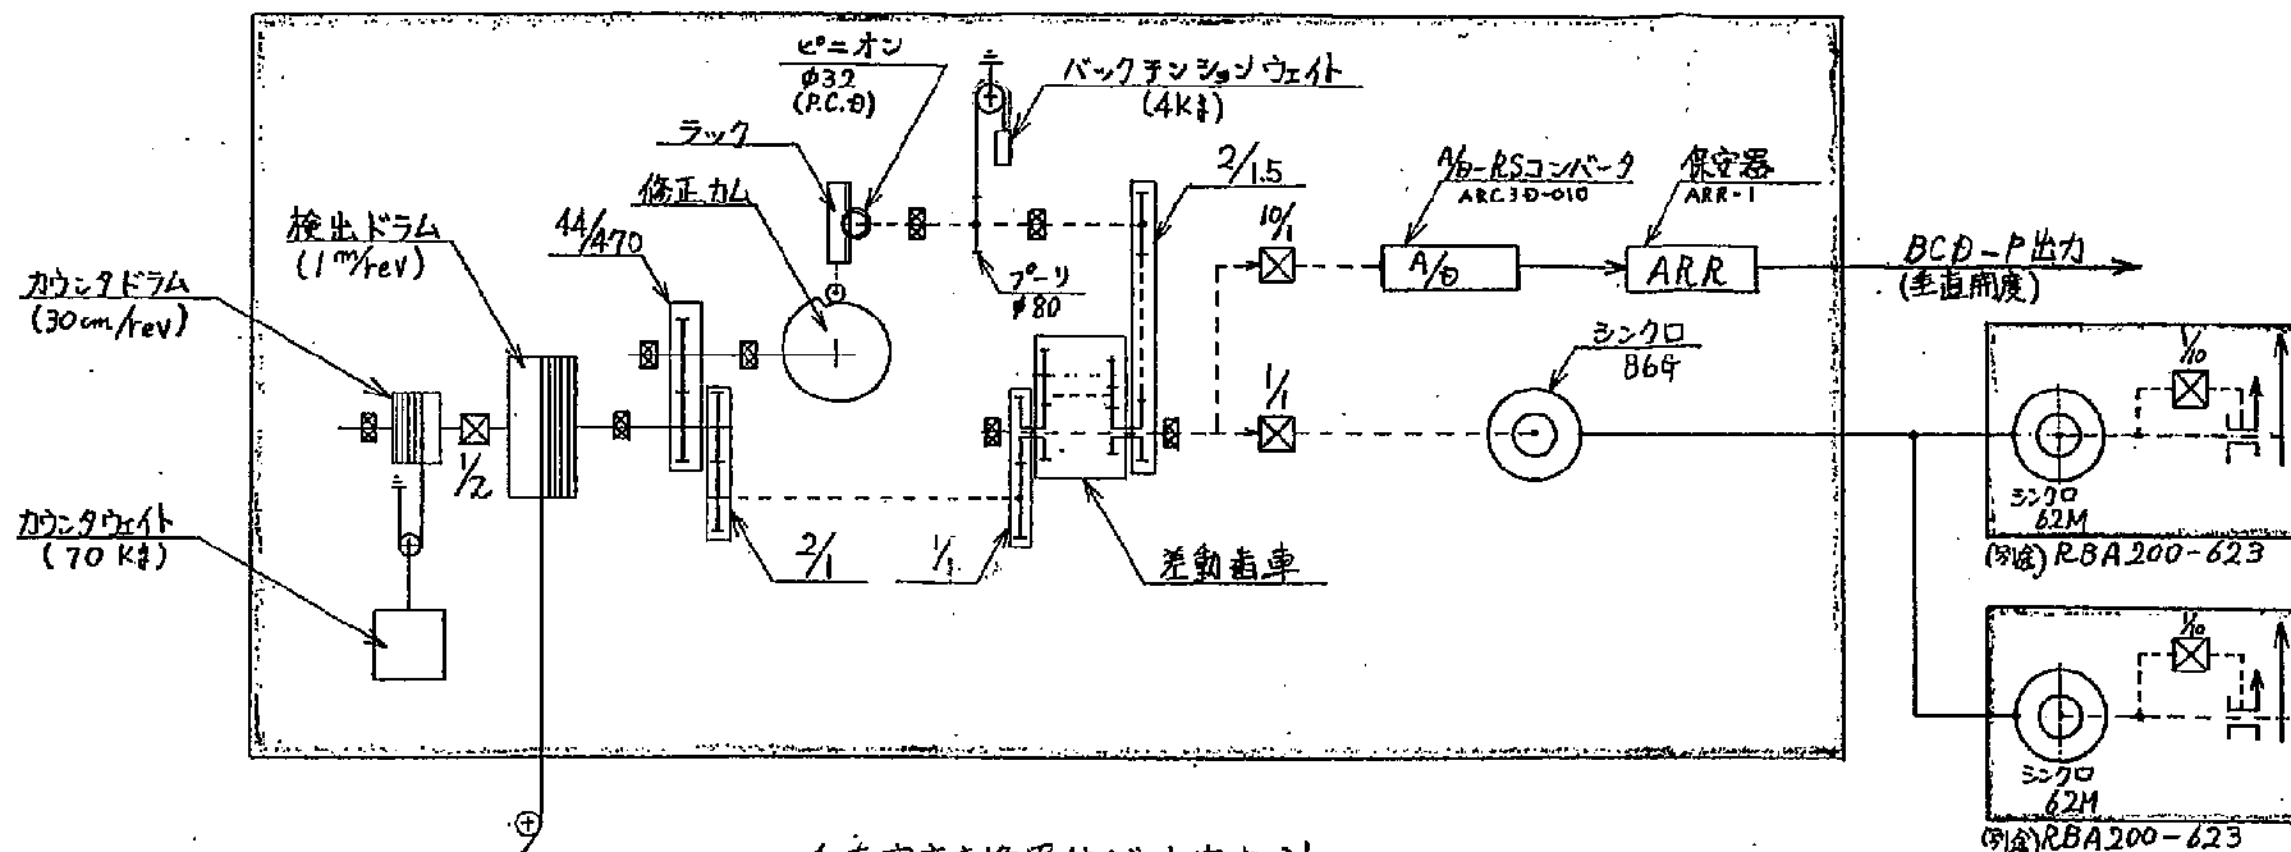 ピニオン
φ32
(P.C.D)
バックテンションウェイト
(4Kg)
ラック
修正カム
2/1.5
A/D-RSコンバータ
ARC3D-010
保安器
ARR-1
検出ドラム
(1m/rev)
44/470
10/1
カウンタドラム
(30cm/rev)
プーリ
φ80
A/D
ARR
BCD-P出力
(垂直開度)
シンクロ
86G
1/1
1/10
1/2
シンクロ
62M
(別途)RBA200-623
カウンタウェイト
(70Kg)
2/1
1/1
差動歯車
1/10
シンクロ
62M
(別途)RBA200-623